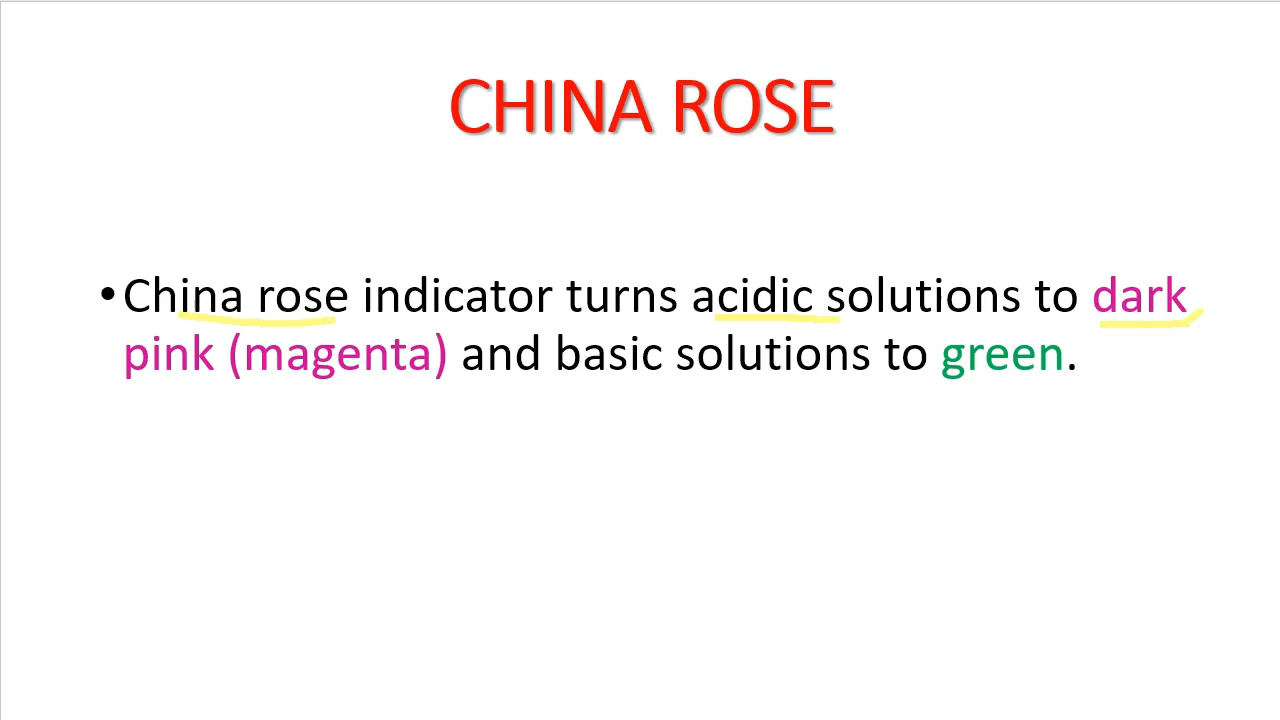 CHINA ROSE
•China rose indicator turns acidic solutions to dark
pink (magenta) and basic solutions to green.